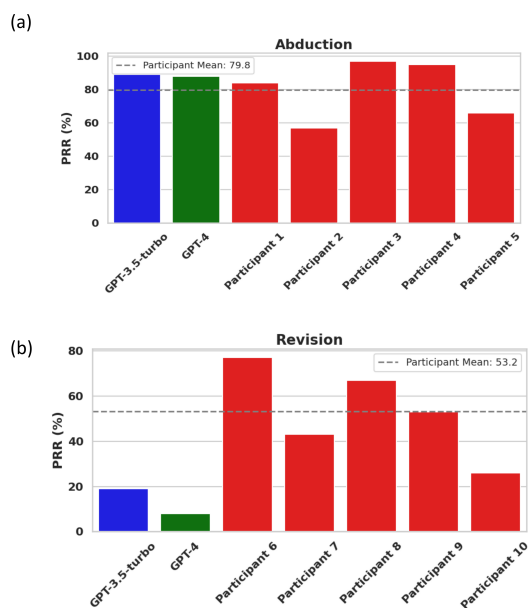 (a)
Abduction
Participant Mean: 79.8
PRR (%)
100
80
60
40
20
0
GPT-3.5-turbo
GPT-4
Participant 1
Participant 2
Participant 3
Participant 4
Participant 5
(b)
Revision
Participant Mean: 53.2
PRR (%)
80
60
40
20
0
GPT-3.5-turbo
GPT-4
Participant 6
Participant 7
Participant 8
Participant 9
Participant 10